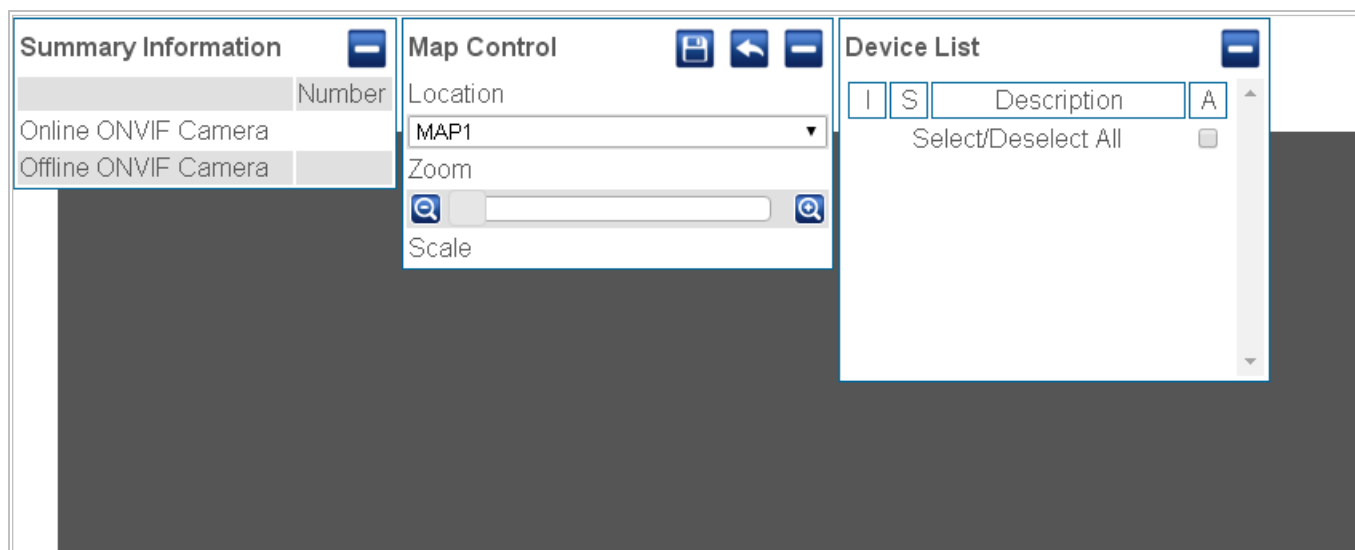 Summary Information
Number
Online ONVIF Camera
Offline ONVIF Camera
Map Control
Location
MAP1
Zoom
Scale
Device List
I S Description A
Select/Deselect All